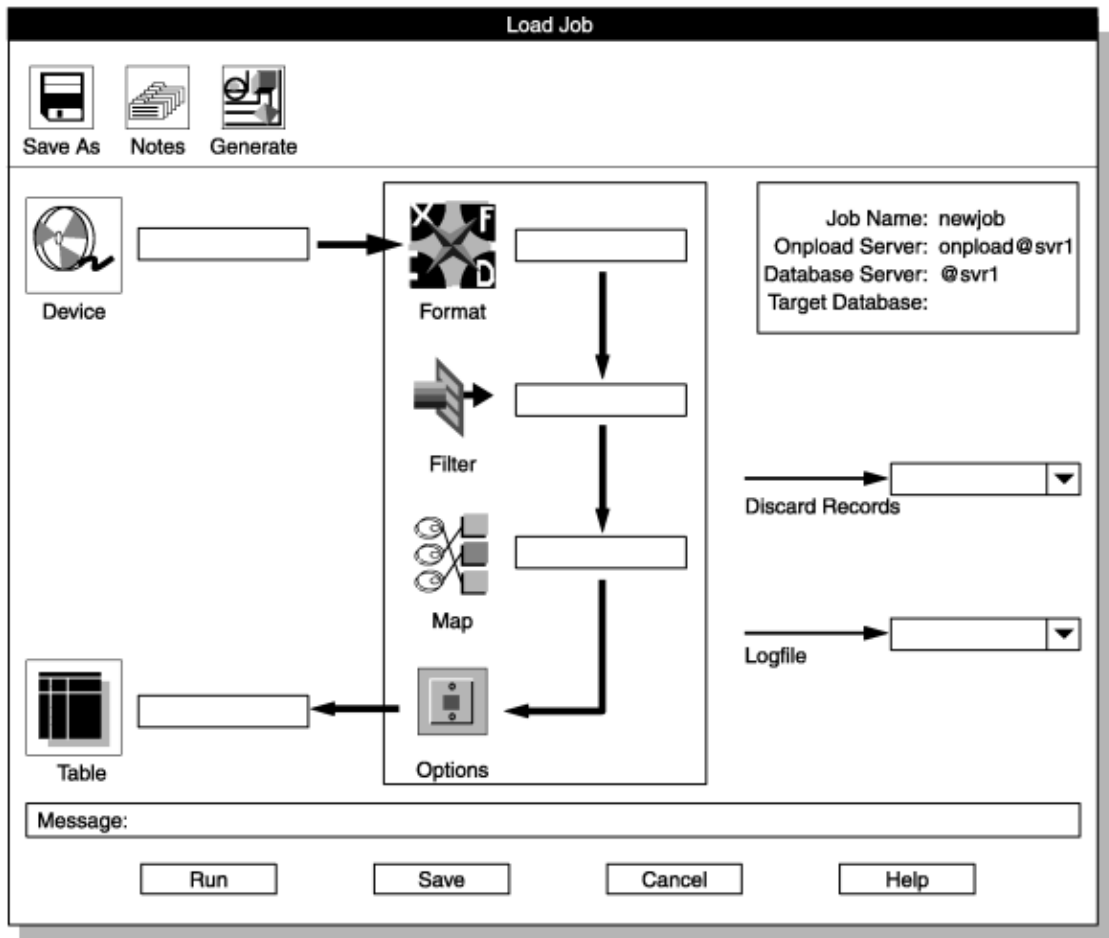 Load Job
Save As
Notes
Generate
Device
X F
D
Format
Job Name: newjob
Onpload Server: onpload@svr1
Database Server: @svr1
Target Database:
Filter
Discard Records
Map
Logfile
Table
Options
Message:
Run
Save
Cancel
Help